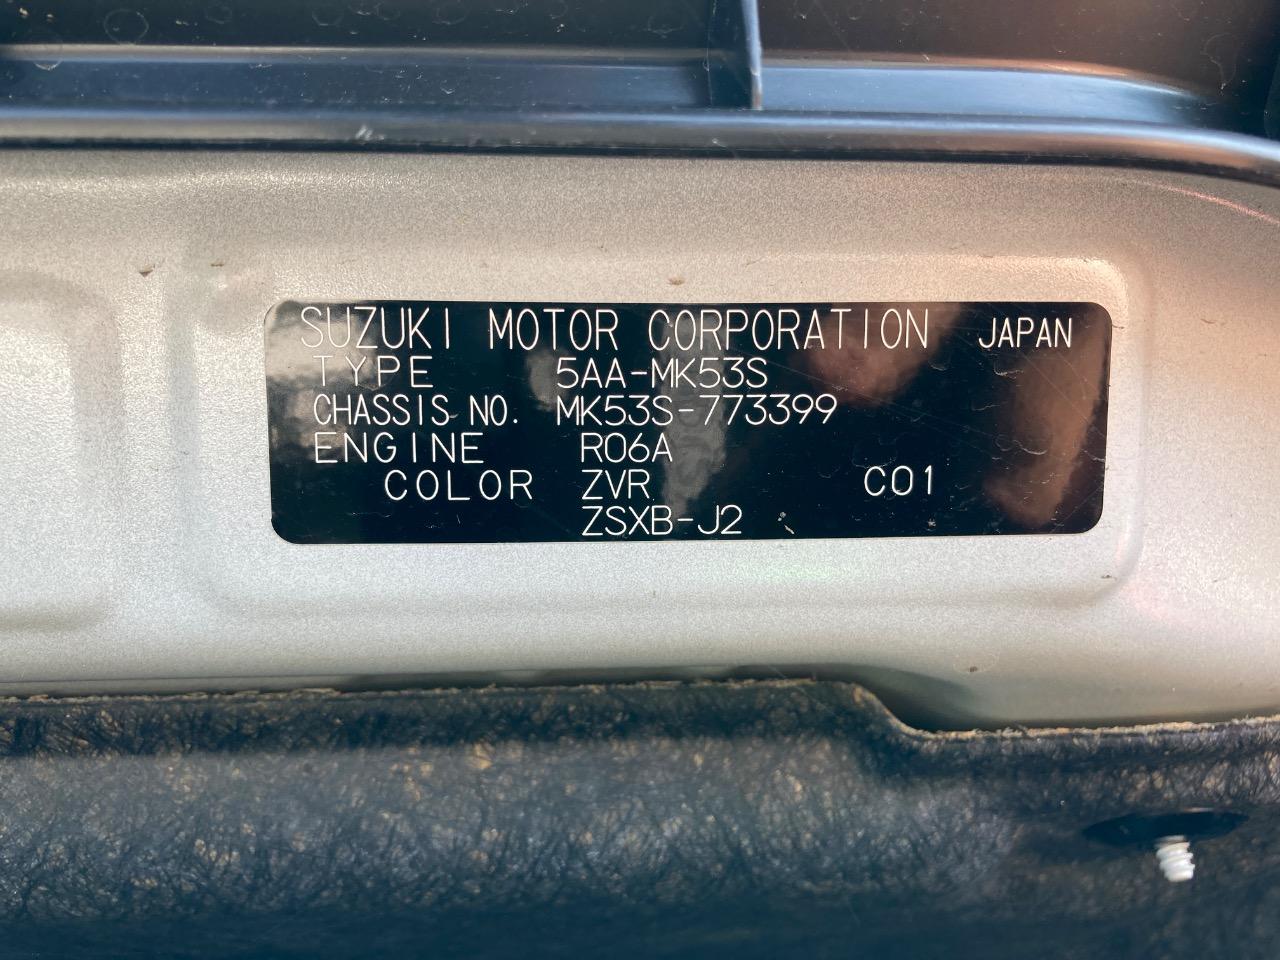 SUZUKI MOTOR CORPORATION JAPAN
TYPE 5AA-MK53S
CHASSIS NO. MK53S-773399
ENGINE R06A
COLOR ZVR C01
ZSXB-J2